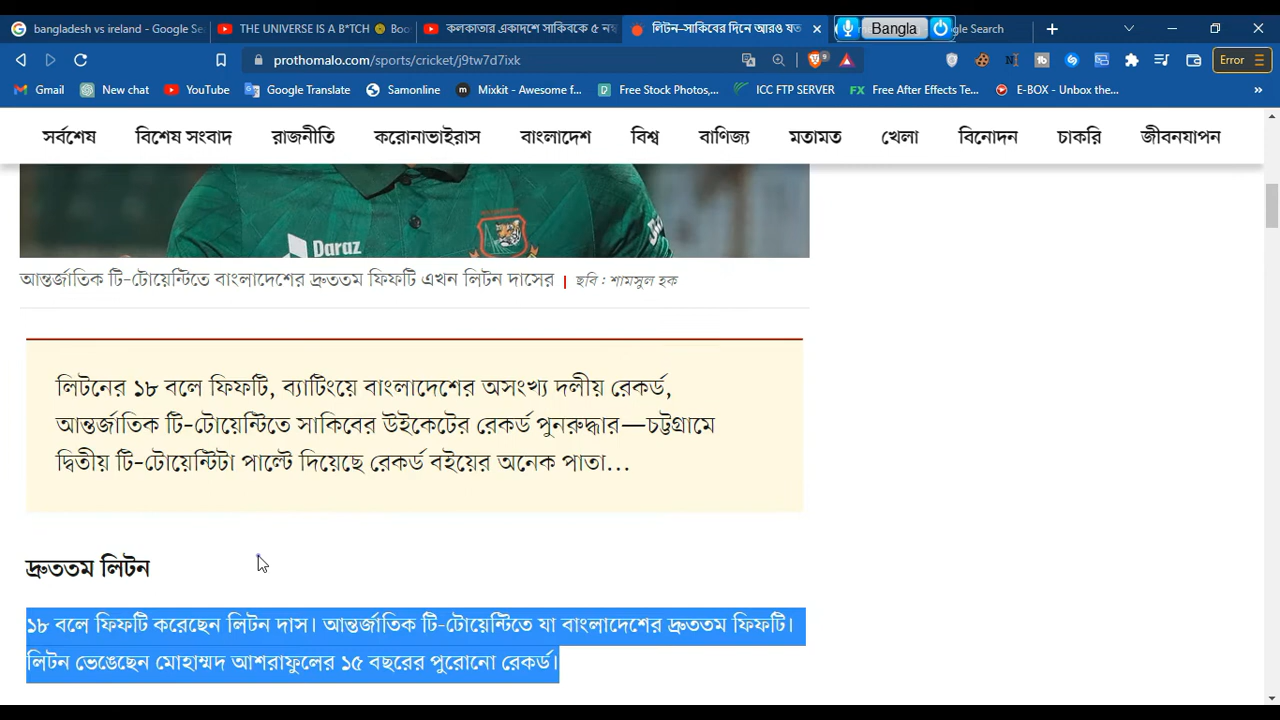 bangladesh vs ireland - Google Se
THE UNIVERSE IS A B*TCH
Boo
কলকাতার একাদশে সাকিবকে ৫ নম্ব
লিটন–সাকিবের দিনে আরও যত
Bangla
gle Search
prothomalo.com/sports/cricket/j9tw7d7ixk
9
Error
Gmail
New chat
YouTube
Google Translate
Samonline
Mixkit - Awesome f...
Free Stock Photos,...
ICC FTP SERVER
FX Free After Effects Te...
E-BOX - Unbox the...
সর্বশেষ
বিশেষ সংবাদ
রাজনীতি
করোনাভাইরাস
বাংলাদেশ
বিশ্ব
বাণিজ্য
মতামত
খেলা
বিনোদন
চাকরি
জীবনযাপন
Daraz
আন্তর্জাতিক টি-টোয়েন্টিতে বাংলাদেশের দ্রুততম ফিফটি এখন লিটন দাসের | ছবি : শামসুল হক
লিটনের ১৮ বলে ফিফটি, ব্যাটিংয়ে বাংলাদেশের অসংখ্য দলীয় রেকর্ড,
আন্তর্জাতিক টি-টোয়েন্টিতে সাকিবের উইকেটের রেকর্ড পুনরুদ্ধার—চট্টগ্রামে
দ্বিতীয় টি-টোয়েন্টিটা পাল্টে দিয়েছে রেকর্ড বইয়ের অনেক পাতা...
দ্রুততম লিটন
১৮ বলে ফিফটি করেছেন লিটন দাস। আন্তর্জাতিক টি-টোয়েন্টিতে যা বাংলাদেশের দ্রুততম ফিফটি।
লিটন ভেঙেছেন মোহাম্মদ আশরাফুলের ১৫ বছরের পুরোনো রেকর্ড।